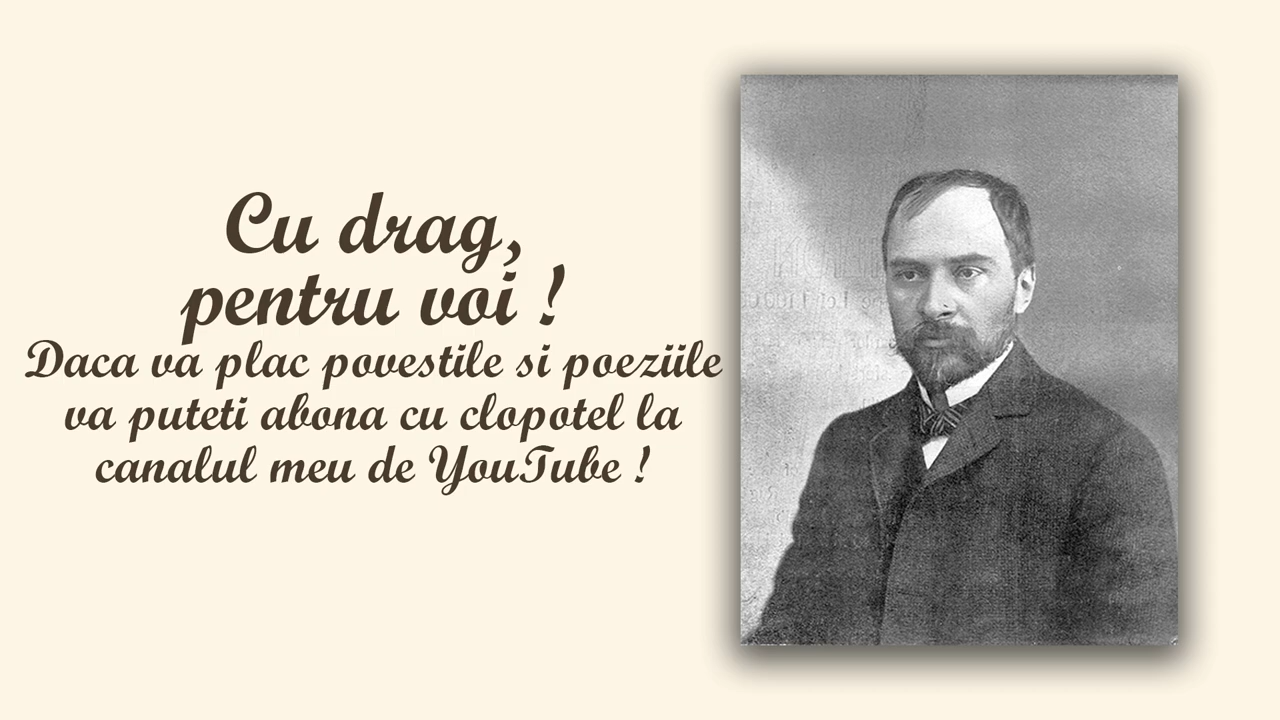 Cu drag,
pentru voi !
Daca va plac povestile si poeziile
va puteti abona cu clopotel la
canalul meu de YouTube !